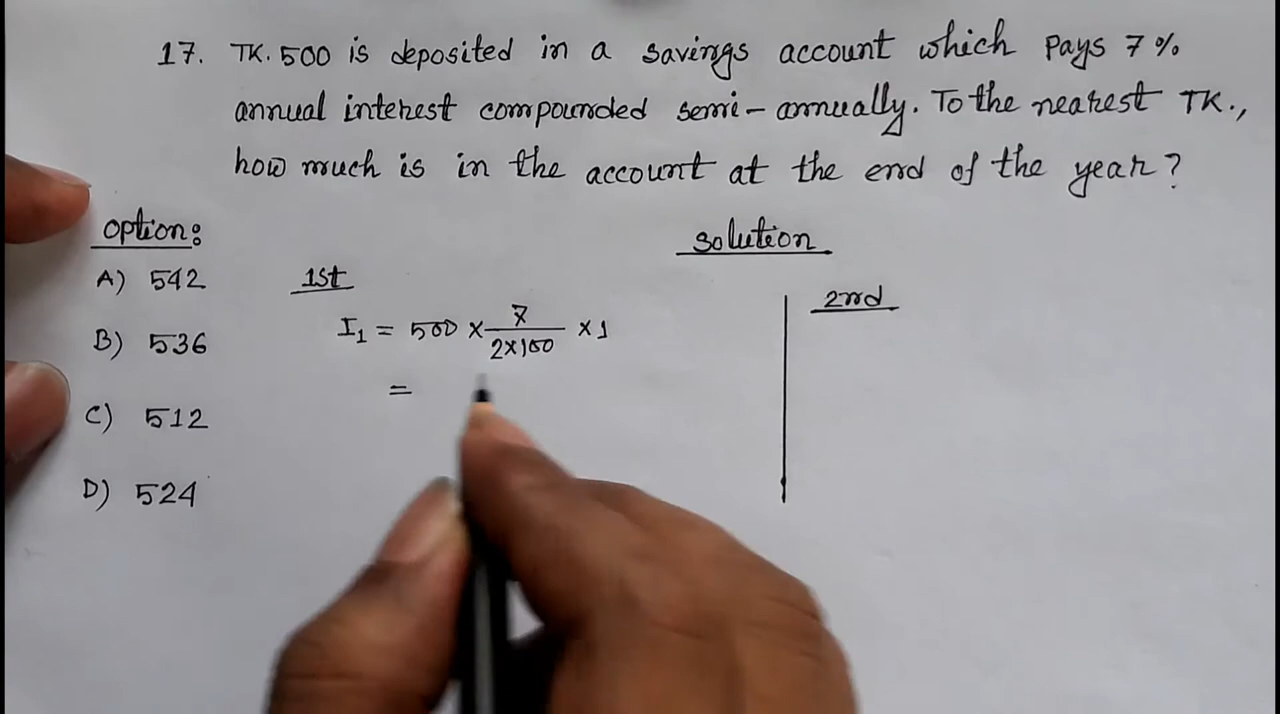 17. TK. 500 is deposited in a savings account which pays 7%
annual interest compounded semi-annually. To the nearest TK.,
how much is in the account at the end of the year?
option:
A) 542
B) 536
C) 512
D) 524
solution
1st
I₁ = 500 × 7/(2×100) × 1
=
2nd